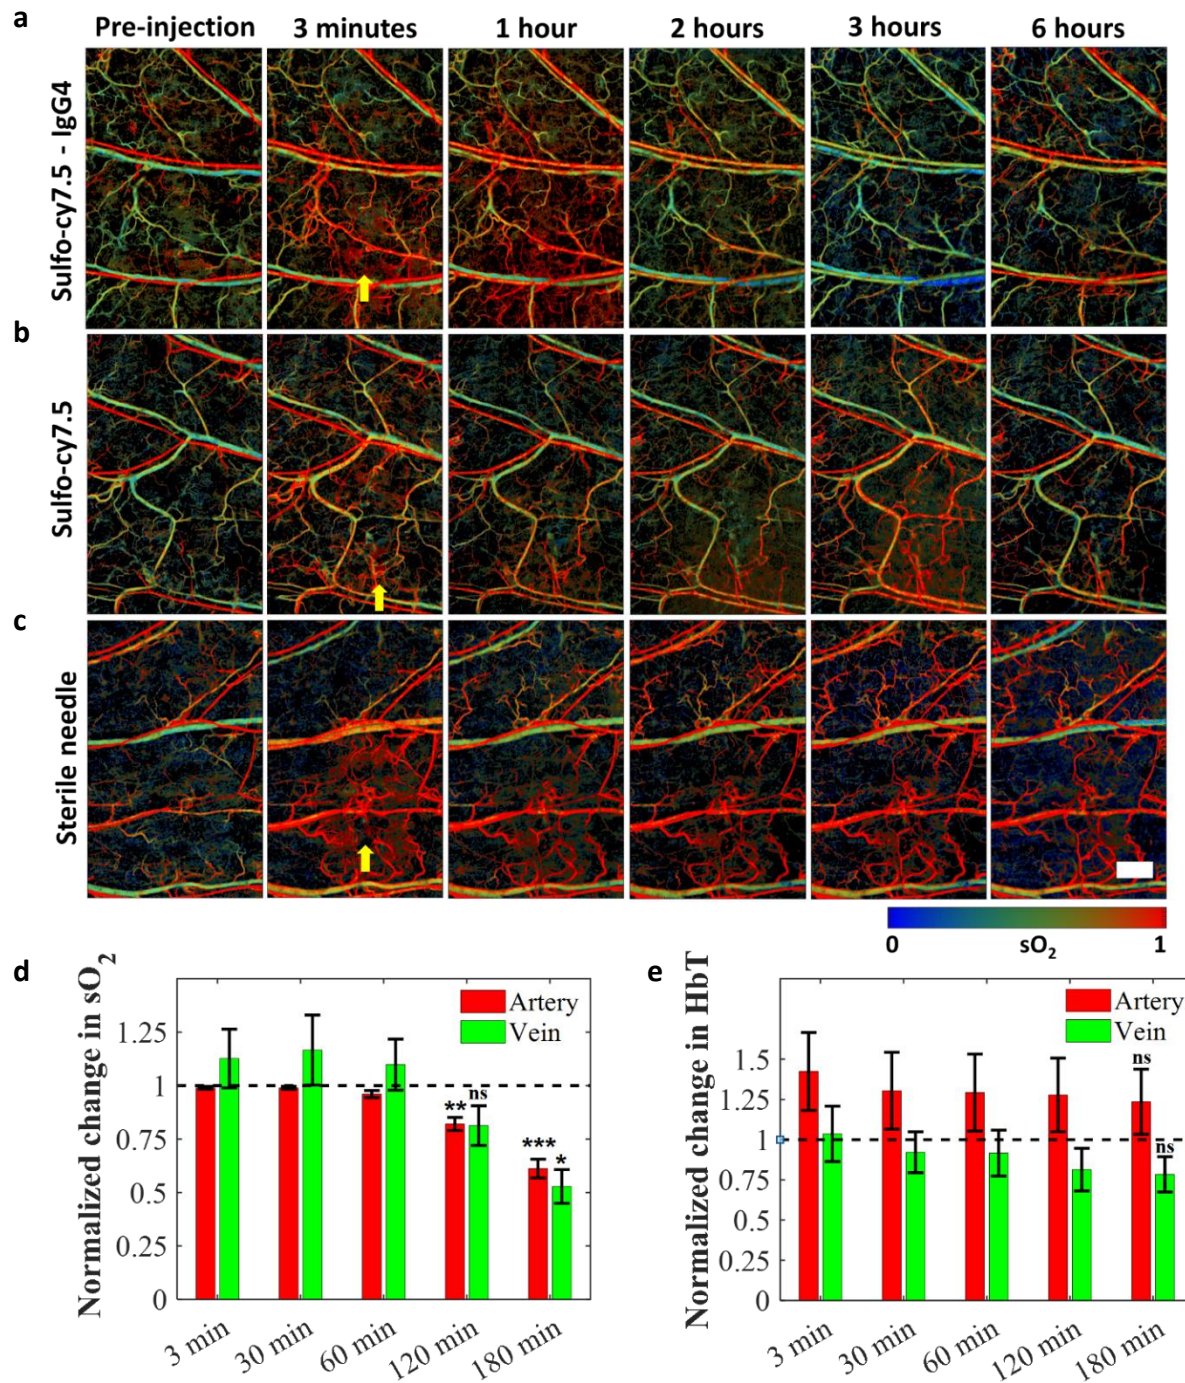 a
Pre-injection 3 minutes 1 hour 2 hours 3 hours 6 hours
Sulfo-cy7.5 - IgG4
b
Sulfo-cy7.5
c
Sterile needle
0 sO₂ 1
d
Normalized change in sO₂
Artery
Vein
1.25
1
0.75
0.5
0.25
0
** ns
*** *
3 min 30 min 60 min 120 min 180 min
e
Normalized change in HbT
Artery
Vein
1.5
1.25
1
0.75
0.5
0.25
0
ns
ns
3 min 30 min 60 min 120 min 180 min